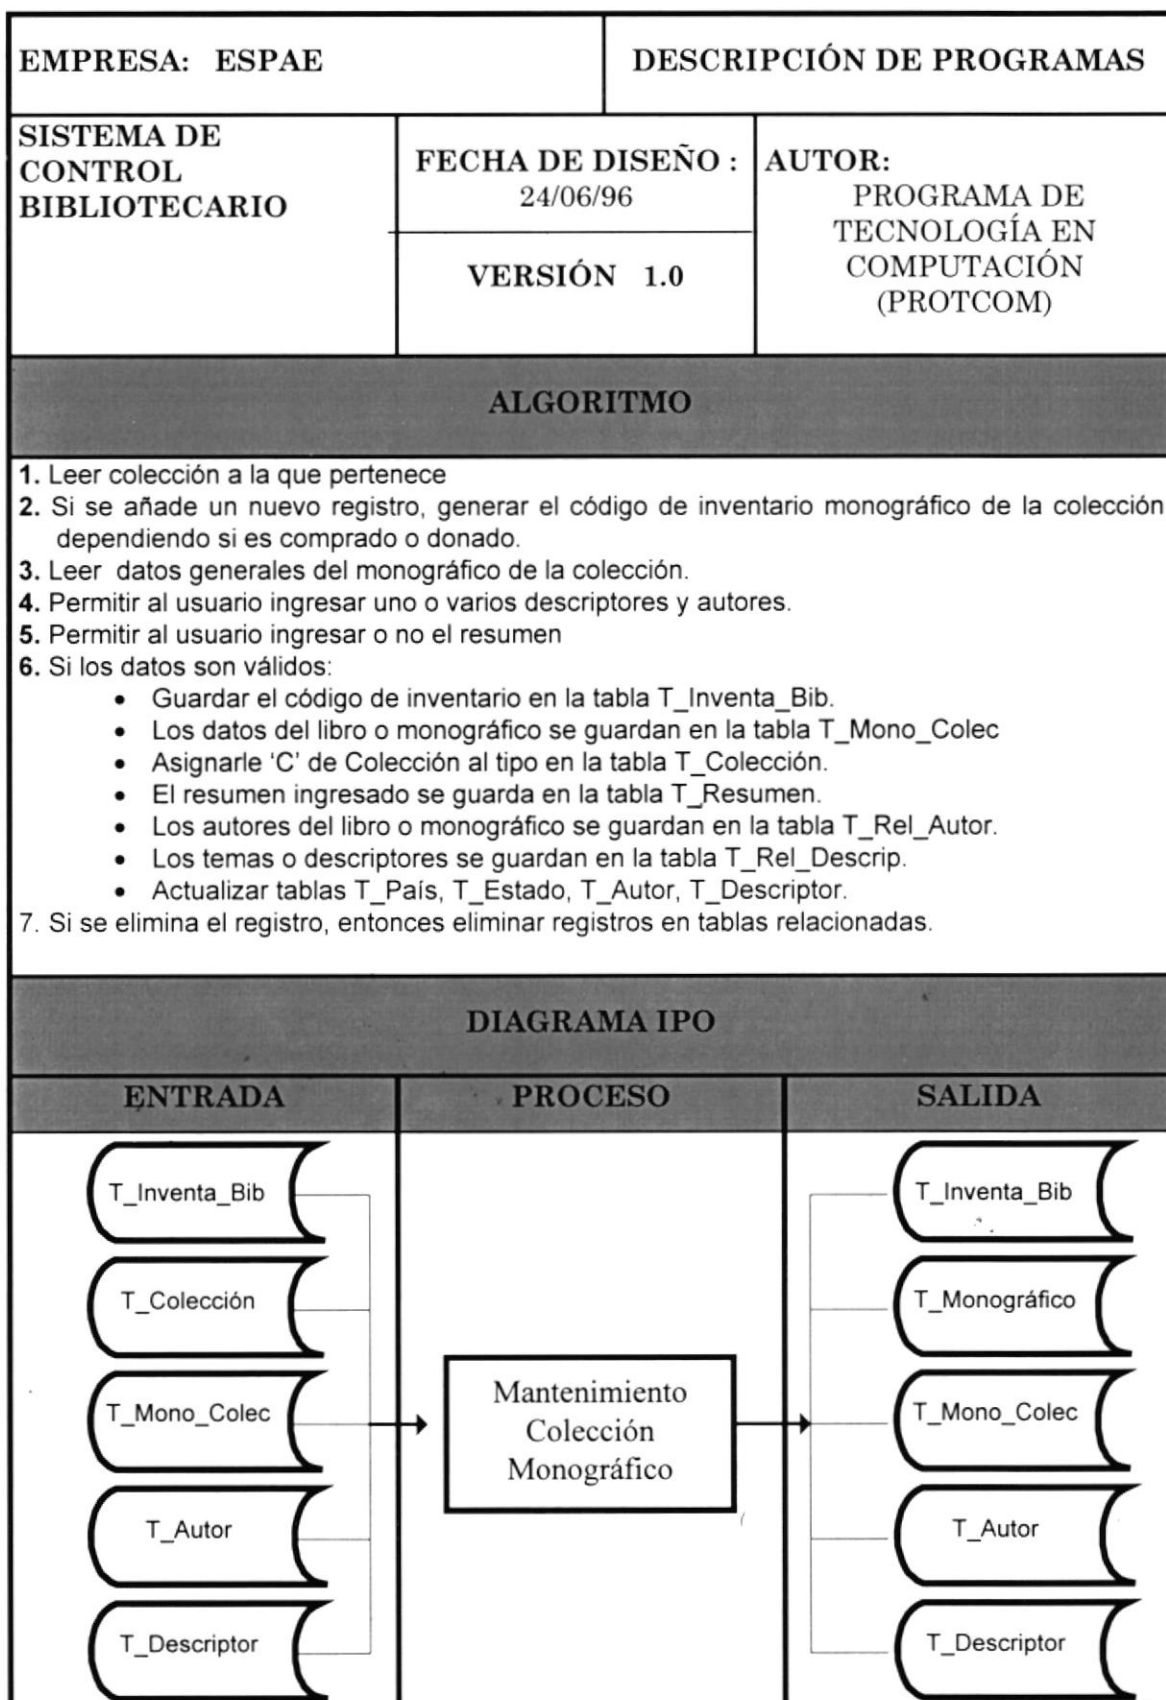 EMPRESA: ESPAE
DESCRIPCIÓN DE PROGRAMAS
SISTEMA DE
CONTROL
BIBLIOTECARIO
FECHA DE DISEÑO :
24/06/96
VERSIÓN 1.0
AUTOR:
PROGRAMA DE
TECNOLOGÍA EN
COMPUTACIÓN
(PROTCOM)
ALGORITMO
1. Leer colección a la que pertenece
2. Si se añade un nuevo registro, generar el código de inventario monográfico de la colección
dependiendo si es comprado o donado.
3. Leer datos generales del monográfico de la colección.
4. Permitir al usuario ingresar uno o varios descriptores y autores.
5. Permitir al usuario ingresar o no el resumen
6. Si los datos son válidos:
• Guardar el código de inventario en la tabla T_Inventa_Bib.
• Los datos del libro o monográfico se guardan en la tabla T_Mono_Colec
• Asignarle ‘C’ de Colección al tipo en la tabla T_Colección.
• El resumen ingresado se guarda en la tabla T_Resumen.
• Los autores del libro o monográfico se guardan en la tabla T_Rel_Autor.
• Los temas o descriptores se guardan en la tabla T_Rel_Descrip.
• Actualizar tablas T_País, T_Estado, T_Autor, T_Descriptor.
7. Si se elimina el registro, entonces eliminar registros en tablas relacionadas.
DIAGRAMA IPO
ENTRADA
PROCESO
SALIDA
T_Inventa_Bib
T_Colección
T_Mono_Colec
T_Autor
T_Descriptor
Mantenimiento
Colección
Monográfico
T_Inventa_Bib
T_Monográfico
T_Mono_Colec
T_Autor
T_Descriptor